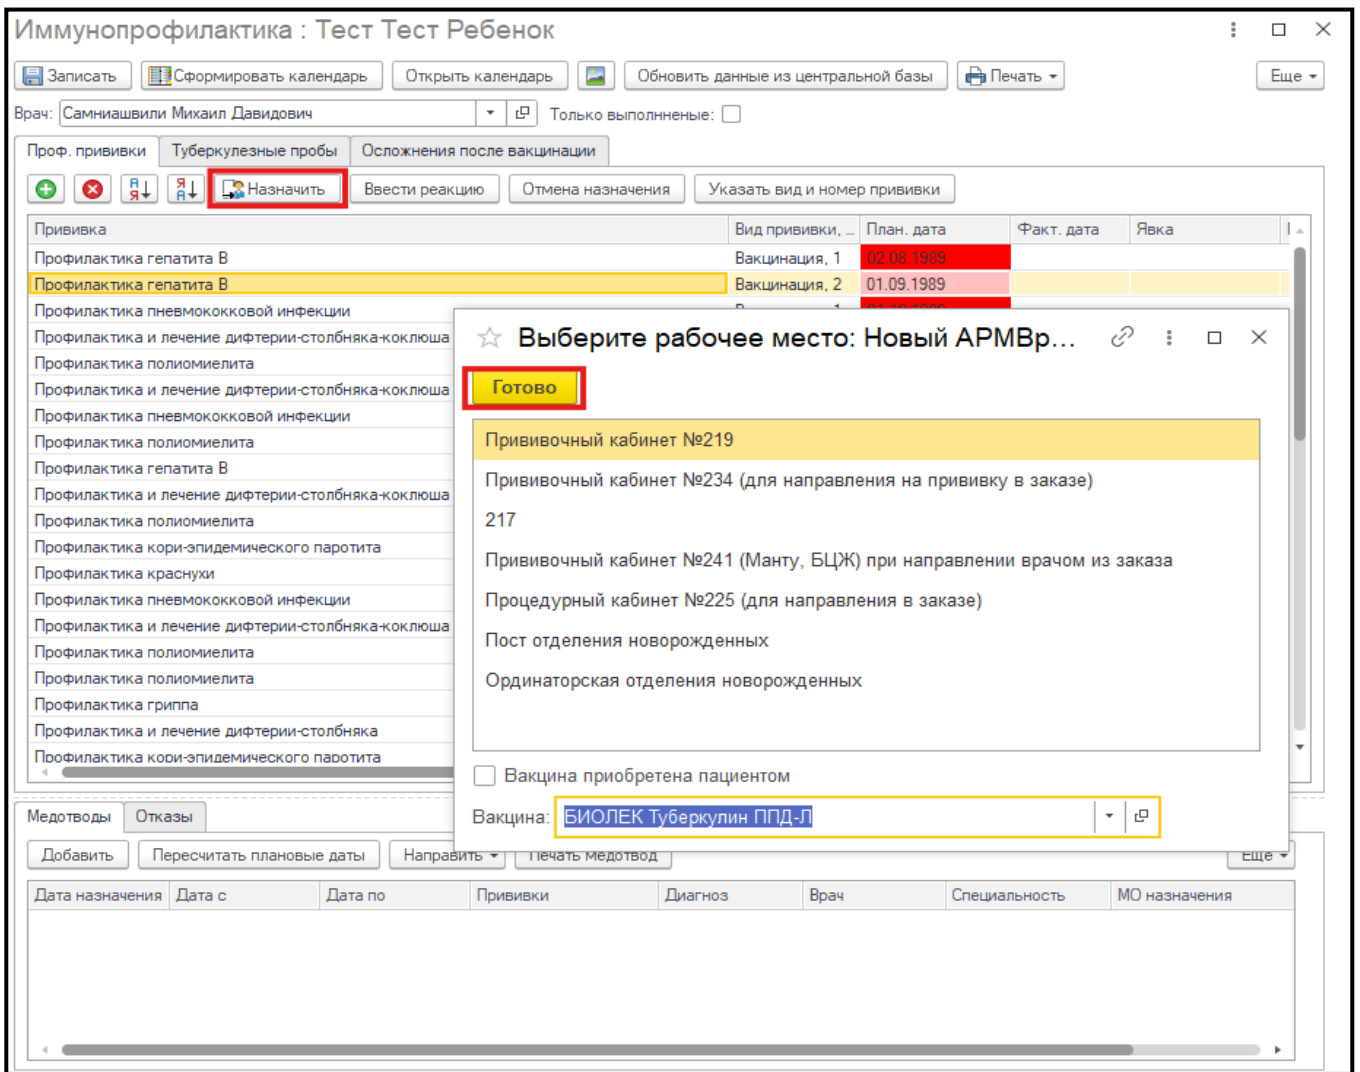 Иммунопрофилактика : Тест Тест Ребенок
Записать Сформировать календарь Открыть календарь Обновить данные из центральной базы Печать Еще
Врач: Самниашвили Михаил Давидович Только выполнненые:
Проф. прививки Туберкулезные пробы Осложнения после вакцинации
Назначить Ввести реакцию Отмена назначения Указать вид и номер прививки
Прививка Вид прививки, ... План. дата Факт. дата Явка
Профилактика гепатита В Вакцинация, 1 02.08.1989
Профилактика гепатита В Вакцинация, 2 01.09.1989
Профилактика пневмококковой инфекции
Профилактика и лечение дифтерии-столбняка-коклюша
Профилактика полиомиелита
Профилактика и лечение дифтерии-столбняка-коклюша
Профилактика пневмококковой инфекции
Профилактика полиомиелита
Профилактика гепатита В
Профилактика и лечение дифтерии-столбняка-коклюша
Профилактика полиомиелита
Профилактика кори-эпидемического паротита
Профилактика краснухи
Профилактика пневмококковой инфекции
Профилактика и лечение дифтерии-столбняка-коклюша
Профилактика полиомиелита
Профилактика полиомиелита
Профилактика гриппа
Профилактика и лечение дифтерии-столбняка
Профилактика кори-эпидемического паротита
Выберите рабочее место: Новый АРМВр...
Готово
Прививочный кабинет №219
Прививочный кабинет №234 (для направления на прививку в заказе)
217
Прививочный кабинет №241 (Манту, БЦЖ) при направлении врачом из заказа
Процедурный кабинет №225 (для направления в заказе)
Пост отделения новорожденных
Ординаторская отделения новорожденных
Вакцина приобретена пациентом
Вакцина: БИОЛЕК Туберкулин ППД-Л
Медотводы Отказы
Добавить Пересчитать плановые даты Направить Печать медотвод Еще
Дата назначения Дата с Дата по Прививки Диагноз Врач Специальность МО назначения